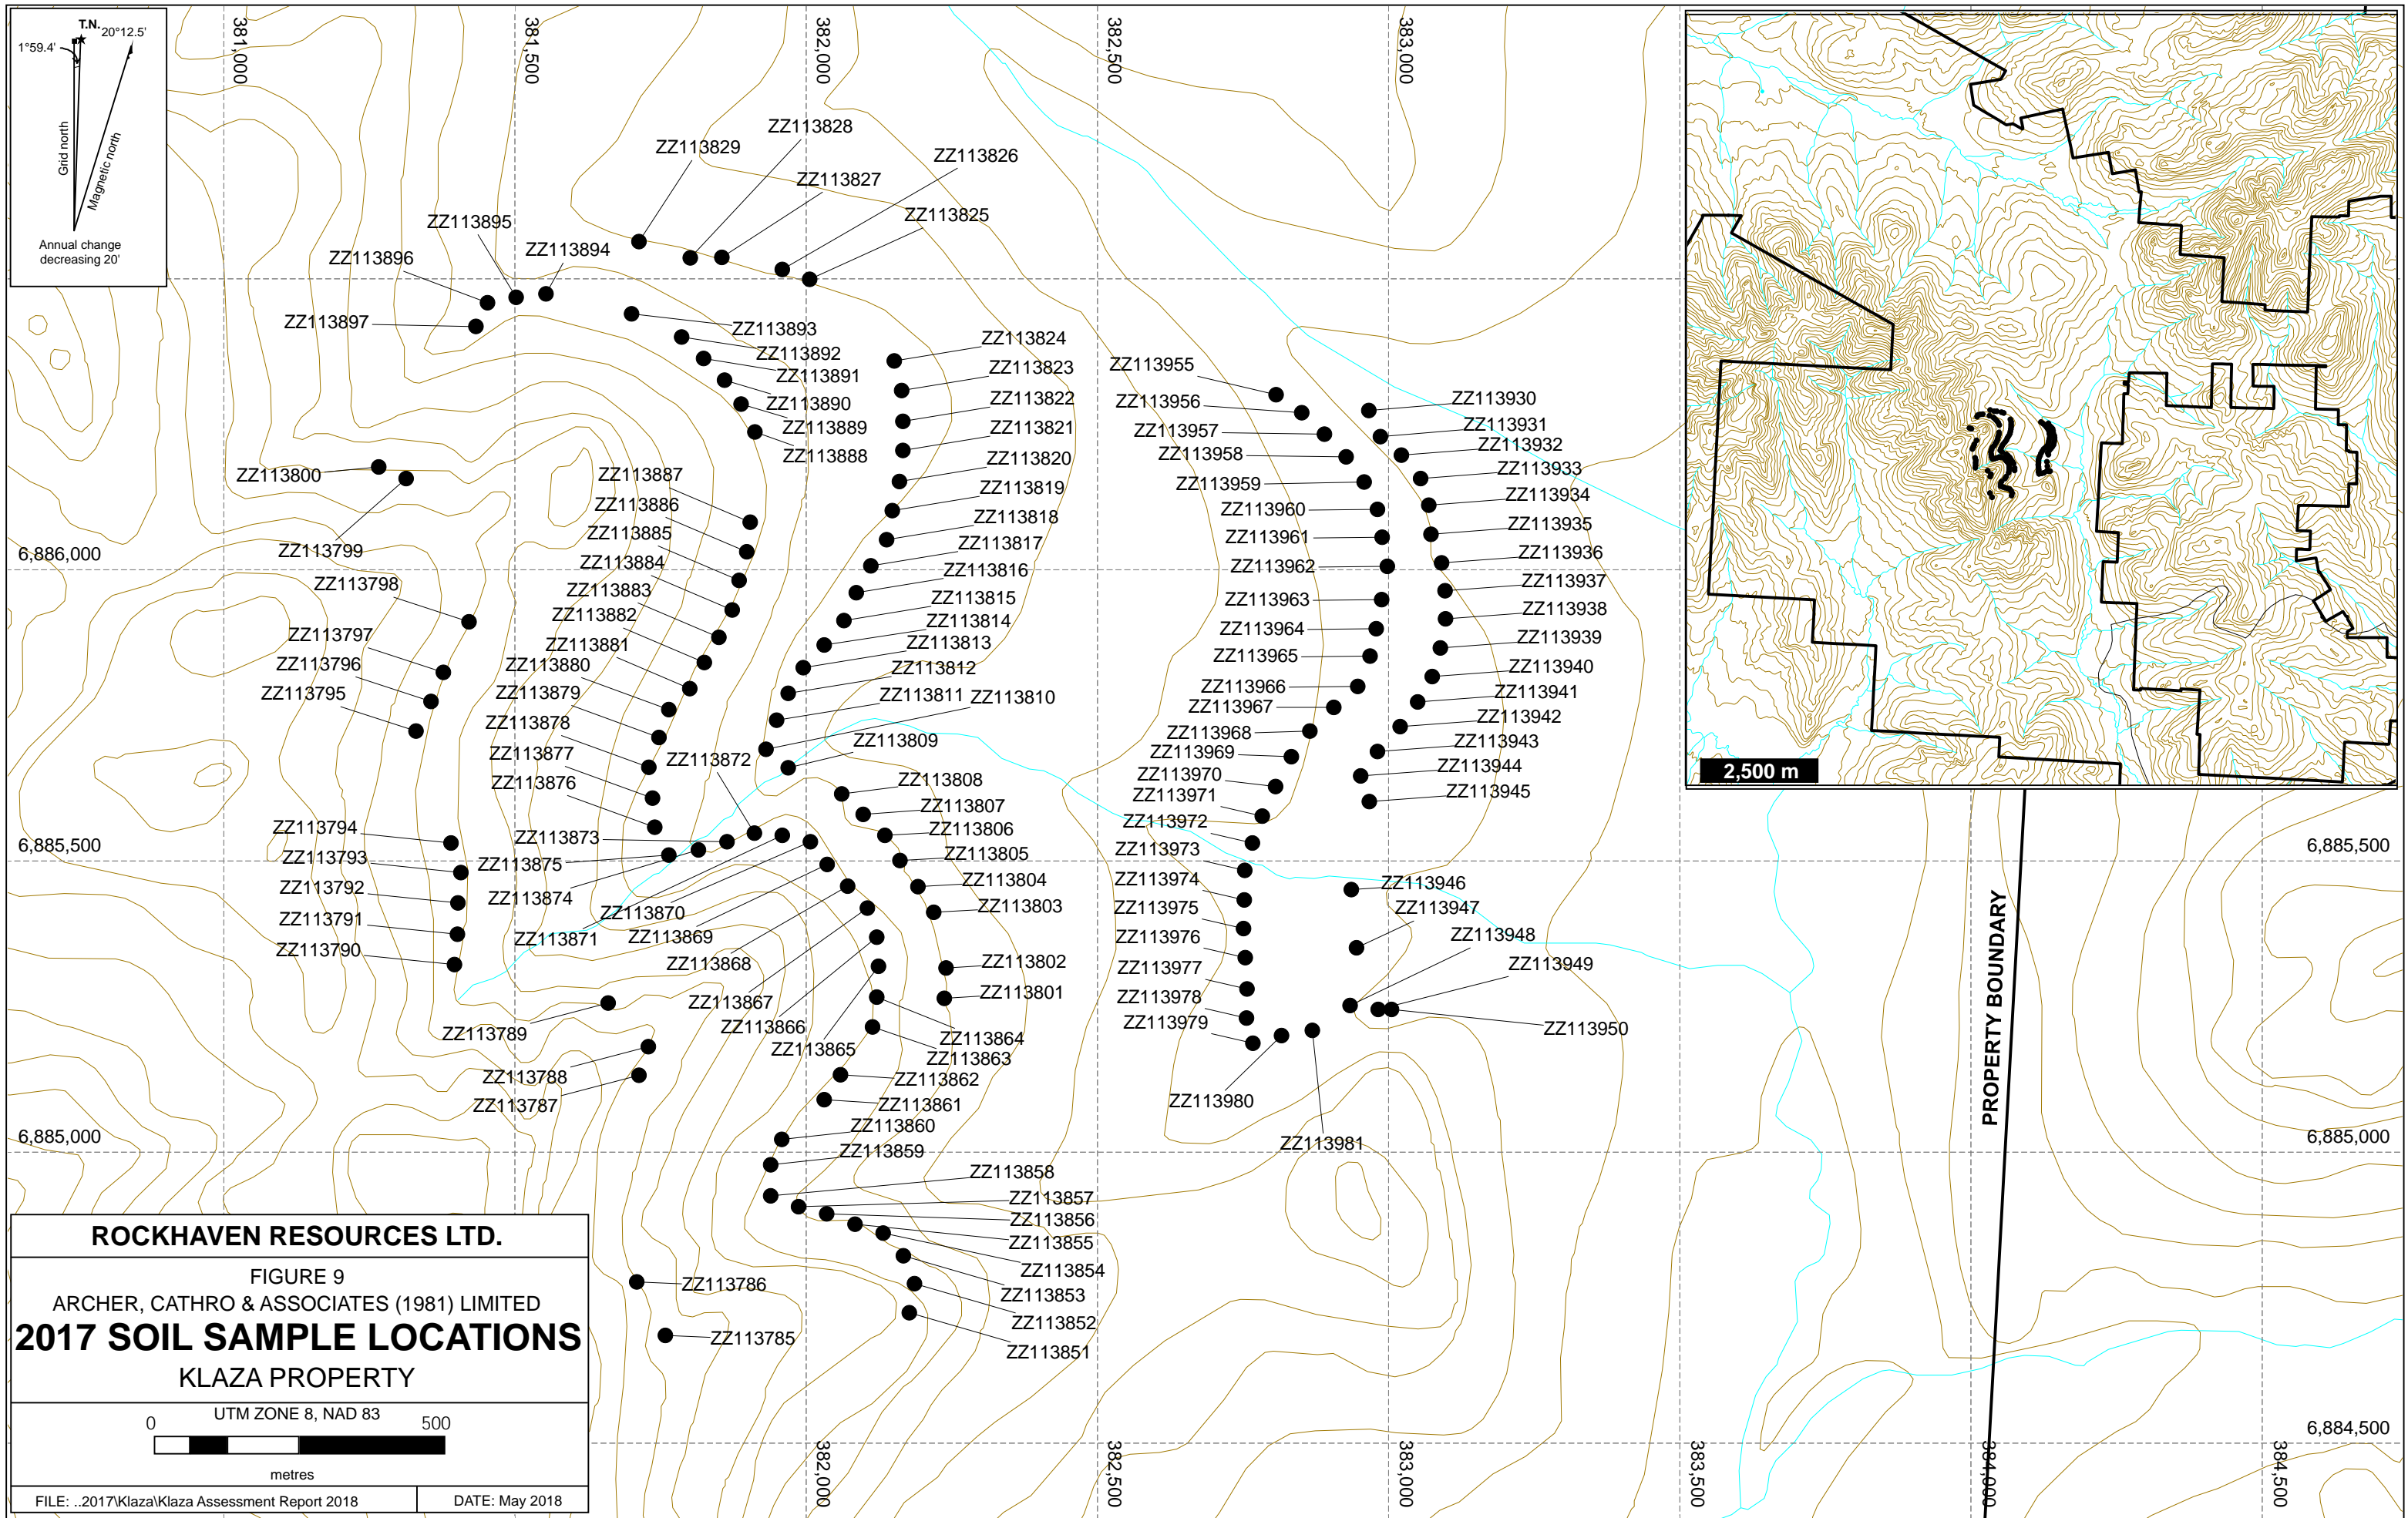 T.N.
1°59.4'
20°12.5'
Grid north
Magnetic north
Annual change
decreasing 20'
381,000
381,500
382,000
382,500
383,000
ZZ113828
ZZ113829
ZZ113826
ZZ113827
ZZ113825
ZZ113895
ZZ113894
ZZ113896
ZZ113897
ZZ113893
ZZ113892
ZZ113891
ZZ113890
ZZ113889
ZZ113888
ZZ113824
ZZ113823
ZZ113822
ZZ113821
ZZ113820
ZZ113819
ZZ113818
ZZ113817
ZZ113816
ZZ113815
ZZ113814
ZZ113813
ZZ113812
ZZ113811
ZZ113810
ZZ113809
ZZ113808
ZZ113807
ZZ113806
ZZ113805
ZZ113804
ZZ113803
ZZ113802
ZZ113801
ZZ113800
ZZ113799
6,886,000
ZZ113798
ZZ113797
ZZ113796
ZZ113795
ZZ113794
6,885,500
ZZ113793
ZZ113792
ZZ113791
ZZ113790
ZZ113789
ZZ113788
ZZ113787
6,885,000
ZZ113786
ZZ113785
ZZ113887
ZZ113886
ZZ113885
ZZ113884
ZZ113883
ZZ113882
ZZ113881
ZZ113880
ZZ113879
ZZ113878
ZZ113877
ZZ113876
ZZ113872
ZZ113873
ZZ113875
ZZ113874
ZZ113870
ZZ113871
ZZ113869
ZZ113868
ZZ113867
ZZ113866
ZZ113865
ZZ113864
ZZ113863
ZZ113862
ZZ113861
ZZ113860
ZZ113859
ZZ113858
ZZ113857
ZZ113856
ZZ113855
ZZ113854
ZZ113853
ZZ113852
ZZ113851
ZZ113955
ZZ113956
ZZ113957
ZZ113958
ZZ113959
ZZ113960
ZZ113961
ZZ113962
ZZ113963
ZZ113964
ZZ113965
ZZ113966
ZZ113967
ZZ113968
ZZ113969
ZZ113970
ZZ113971
ZZ113972
ZZ113973
ZZ113974
ZZ113975
ZZ113976
ZZ113977
ZZ113978
ZZ113979
ZZ113980
ZZ113981
ZZ113930
ZZ113931
ZZ113932
ZZ113933
ZZ113934
ZZ113935
ZZ113936
ZZ113937
ZZ113938
ZZ113939
ZZ113940
ZZ113941
ZZ113942
ZZ113943
ZZ113944
ZZ113945
ZZ113946
ZZ113947
ZZ113948
ZZ113949
ZZ113950
2,500 m
PROPERTY BOUNDARY
6,885,500
6,885,000
6,884,500
382,000
382,500
383,000
383,500
384,000
384,500
ROCKHAVEN RESOURCES LTD.
FIGURE 9
ARCHER, CATHRO & ASSOCIATES (1981) LIMITED
2017 SOIL SAMPLE LOCATIONS
KLAZA PROPERTY
UTM ZONE 8, NAD 83
0 500
metres
FILE: ..2017\Klaza\Klaza Assessment Report 2018
DATE: May 2018